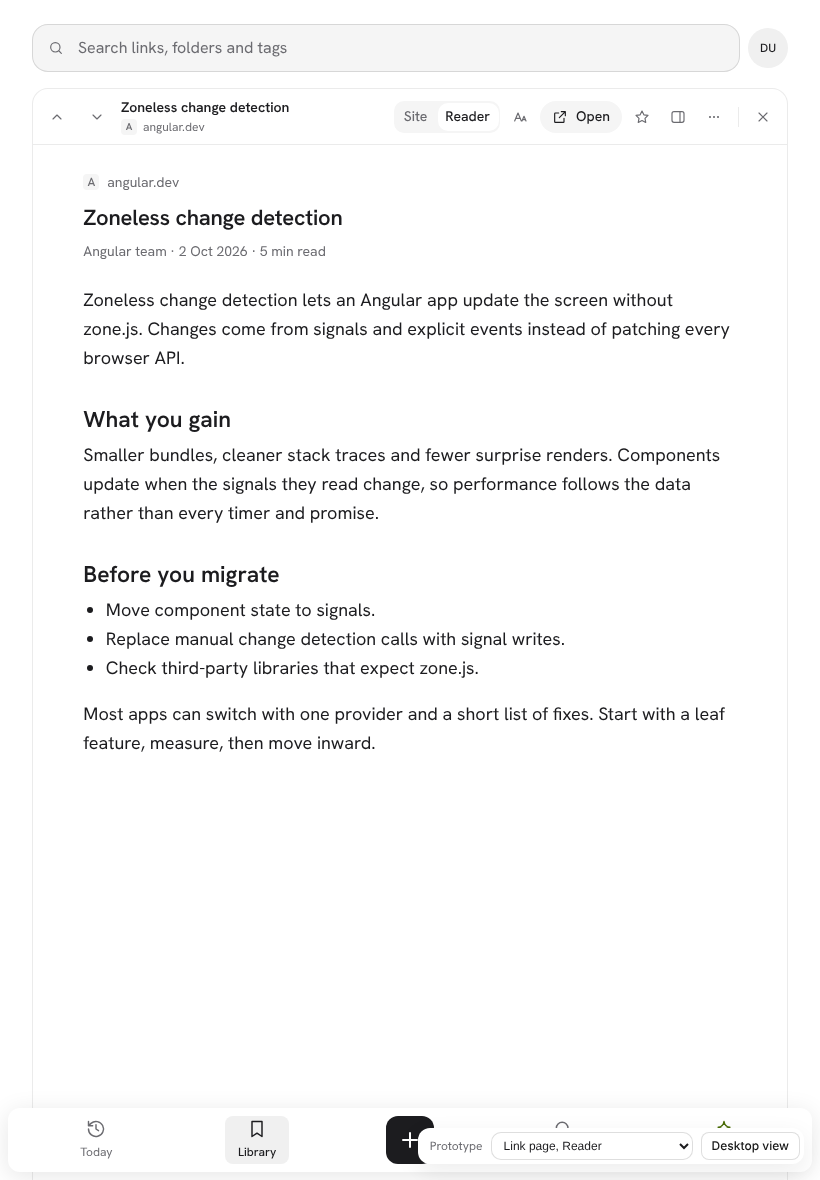 Search links, folders and tags
DU
Zoneless change detection
A angular.dev
Site Reader AA Open
A angular.dev
Zoneless change detection
Angular team · 2 Oct 2026 · 5 min read
Zoneless change detection lets an Angular app update the screen without
zone.js. Changes come from signals and explicit events instead of patching every
browser API.
What you gain
Smaller bundles, cleaner stack traces and fewer surprise renders. Components
update when the signals they read change, so performance follows the data
rather than every timer and promise.
Before you migrate
• Move component state to signals.
• Replace manual change detection calls with signal writes.
• Check third-party libraries that expect zone.js.
Most apps can switch with one provider and a short list of fixes. Start with a leaf
feature, measure, then move inward.
Today
Library
Prototype Link page, Reader Desktop view